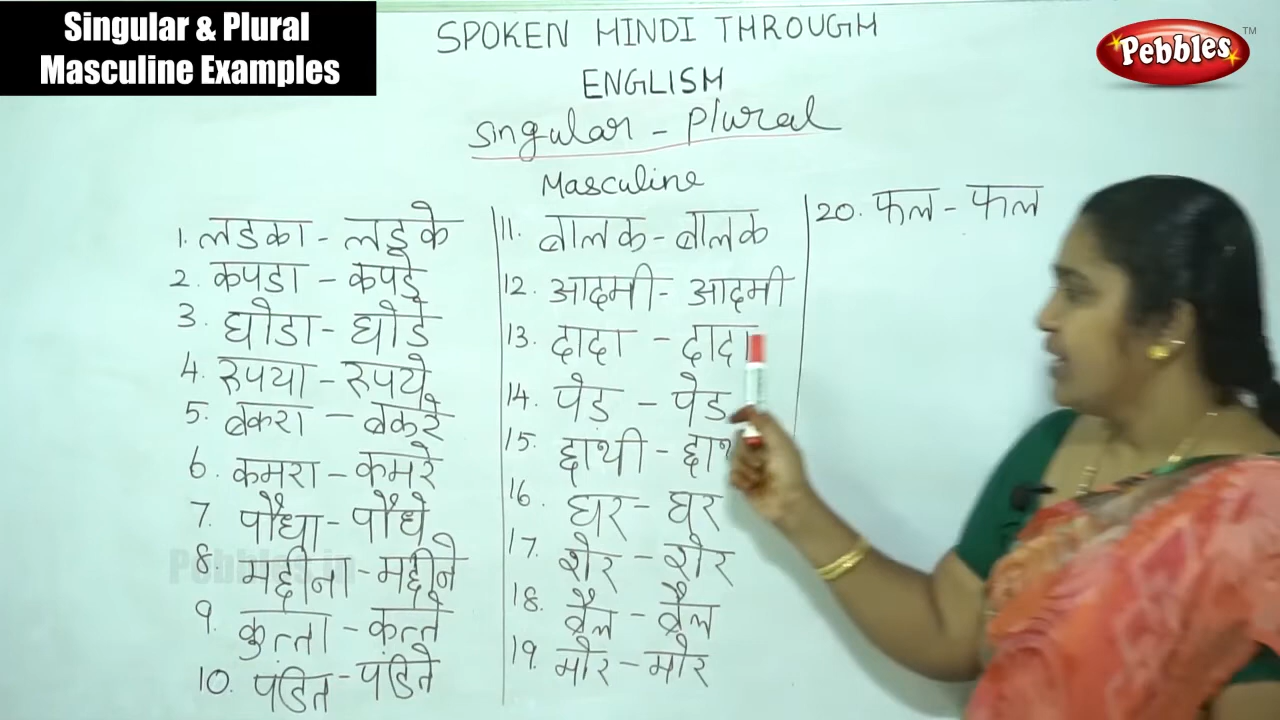 Singular & Plural
Masculine Examples
SPOKEN HINDI THROUGH
ENGLISH
Singular - Plural
Masculine
Pebbles™
1. लडका - लड़के
2. कपडा - कपड़े
3. घोडा - घोडे
4. रुपया - रुपये
5. बकरा - बकरे
6. कमरा - कमरे
7. पौधा - पौधे
8. महीना - महीने
9. कुत्ता - कुत्ते
10. पंडित - पंडिते
11. बालक - बालक
12. आदमी - आदमी
13. दादा - दादा
14. पेड़ - पेड
15. हाथी - हाथ
16. घर - घर
17. शेर - शेर
18. बैल - बैल
19. मोर - मोर
20. फल - फल
Pebbles.in